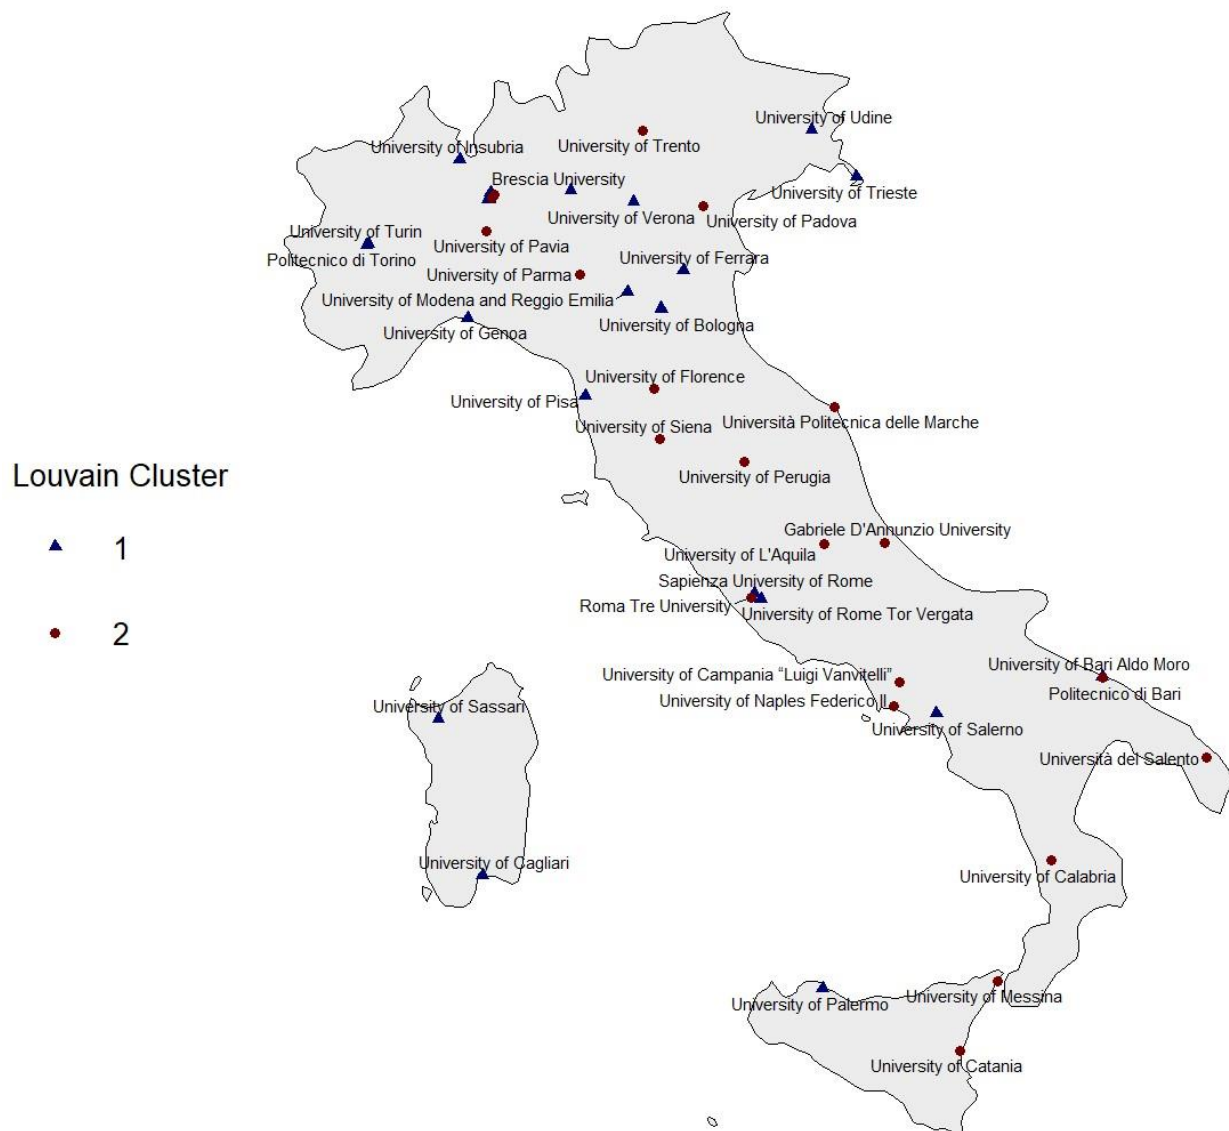 University of Udine
University of Trento
University of Insubria
Brescia University
University of Trieste
University of Verona
University of Padova
University of Turin
University of Pavia
Politecnico di Torino
University of Ferrara
University of Parma
University of Modena and Reggio Emilia
University of Bologna
University of Genoa
University of Florence
University of Pisa
Università Politecnica delle Marche
University of Siena
Louvain Cluster
University of Perugia
Gabriele D'Annunzio University
1
University of L'Aquila
Sapienza University of Rome
Roma Tre University
University of Rome Tor Vergata
2
University of Bari Aldo Moro
University of Campania “Luigi Vanvitelli”
Politecnico di Bari
University of Naples Federico II
University of Sassari
University of Salerno
Università del Salento
University of Cagliari
University of Calabria
University of Messina
University of Palermo
University of Catania